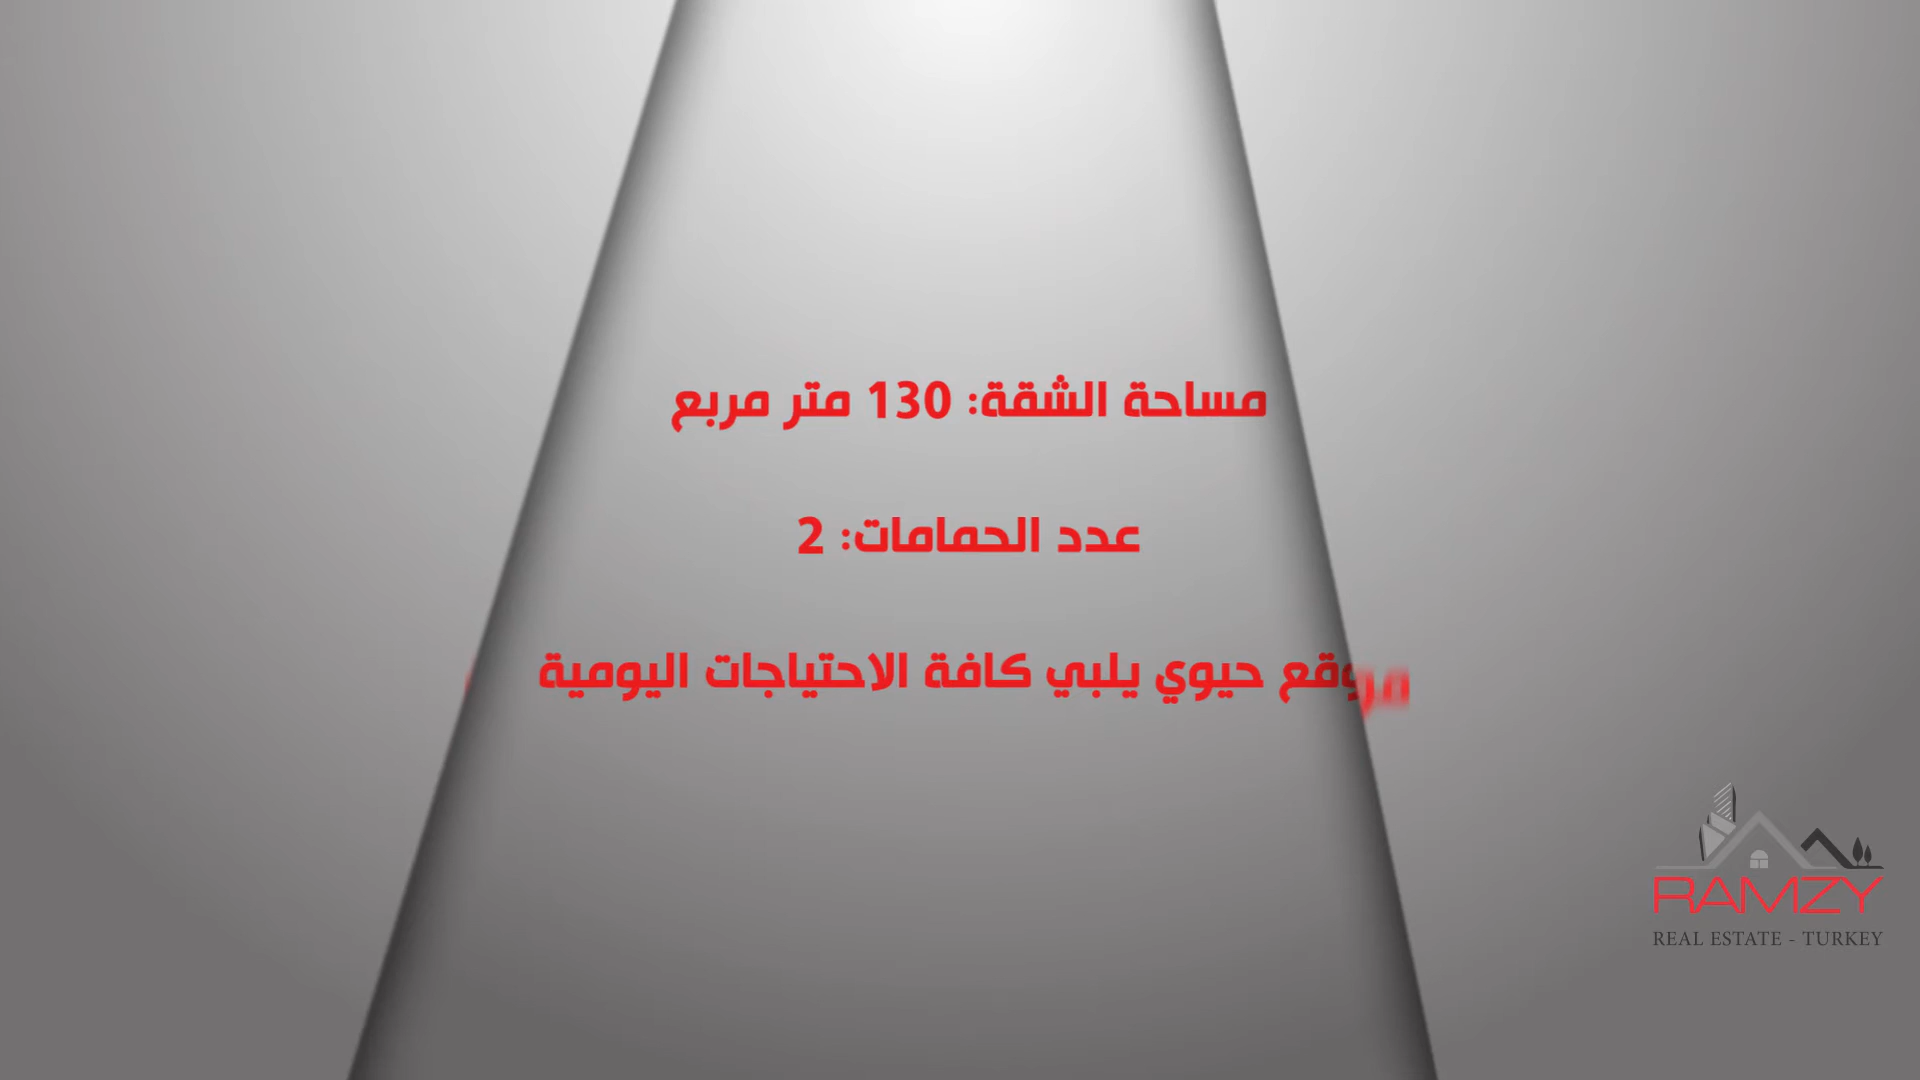 مساحة الشقة: 130 متر مربع
عدد الحمامات: 2
موقع حيوي يلبي كافة الاحتياجات اليومية
RAMZY
REAL ESTATE - TURKEY